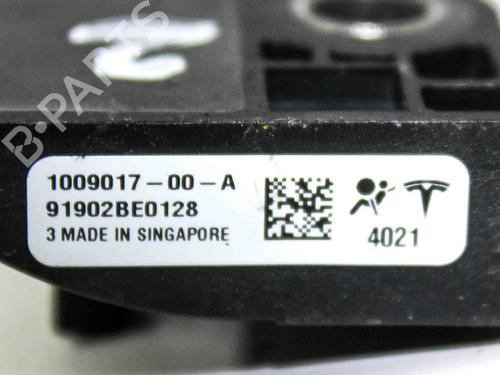 B-PARTS
1009017-00-A
91902BE0128
3 MADE IN SINGAPORE
4021